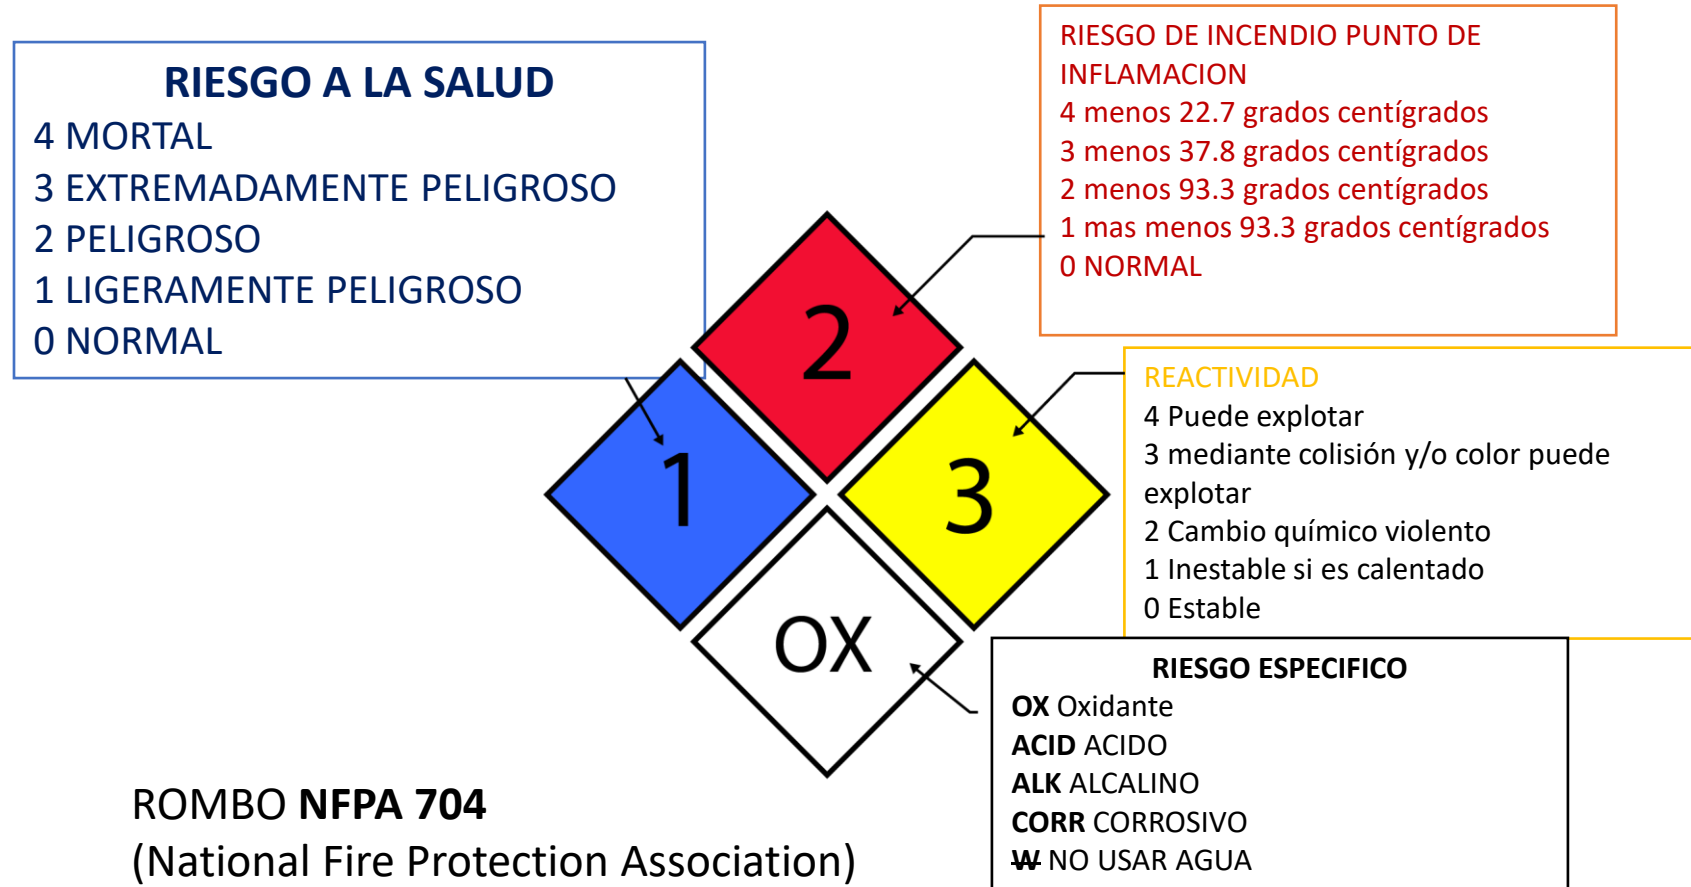 RIESGO A LA SALUD
4 MORTAL
3 EXTREMADAMENTE PELIGROSO
2 PELIGROSO
1 LIGERAMENTE PELIGROSO
0 NORMAL
RIESGO DE INCENDIO PUNTO DE
INFLAMACION
4 menos 22.7 grados centígrados
3 menos 37.8 grados centígrados
2 menos 93.3 grados centígrados
1 mas menos 93.3 grados centígrados
0 NORMAL
2
1
3
OX
REACTIVIDAD
4 Puede explotar
3 mediante colisión y/o color puede
explotar
2 Cambio químico violento
1 Inestable si es calentado
0 Estable
RIESGO ESPECIFICO
OX Oxidante
ACID ACIDO
ALK ALCALINO
CORR CORROSIVO
W NO USAR AGUA
ROMBO NFPA 704
(National Fire Protection Association)